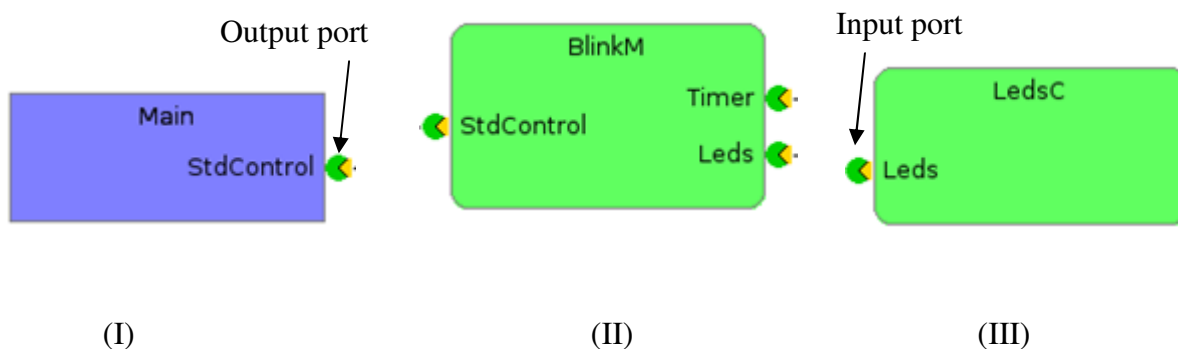 Output port
Main
StdControl
BlinkM
Timer
StdControl
Leds
Input port
LedsC
Leds
(I)
(II)
(III)